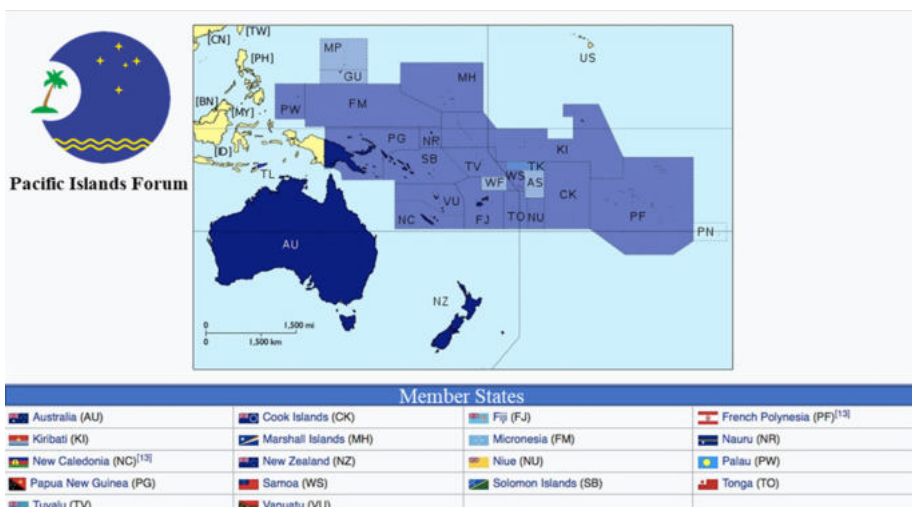 [CN]
[TW]
[PH]
MP
GU
US
MH
[BN]
[MY]
PW
FM
[ID]
PG
NR
KI
SB
TL
TV
WS
TK
WF
AS
CK
VU
NC
FJ
TO
NU
PF
PN
AU
NZ
Pacific Islands Forum
0 1,500 mi
0 1,500 km
Member States
Australia (AU) Cook Islands (CK) Fiji (FJ) French Polynesia (PF)[13]
Kiribati (KI) Marshall Islands (MH) Micronesia (FM) Nauru (NR)
New Caledonia (NC)[13] New Zealand (NZ) Niue (NU) Palau (PW)
Papua New Guinea (PG) Samoa (WS) Solomon Islands (SB) Tonga (TO)
Tuvalu (TV) Vanuatu (VU)